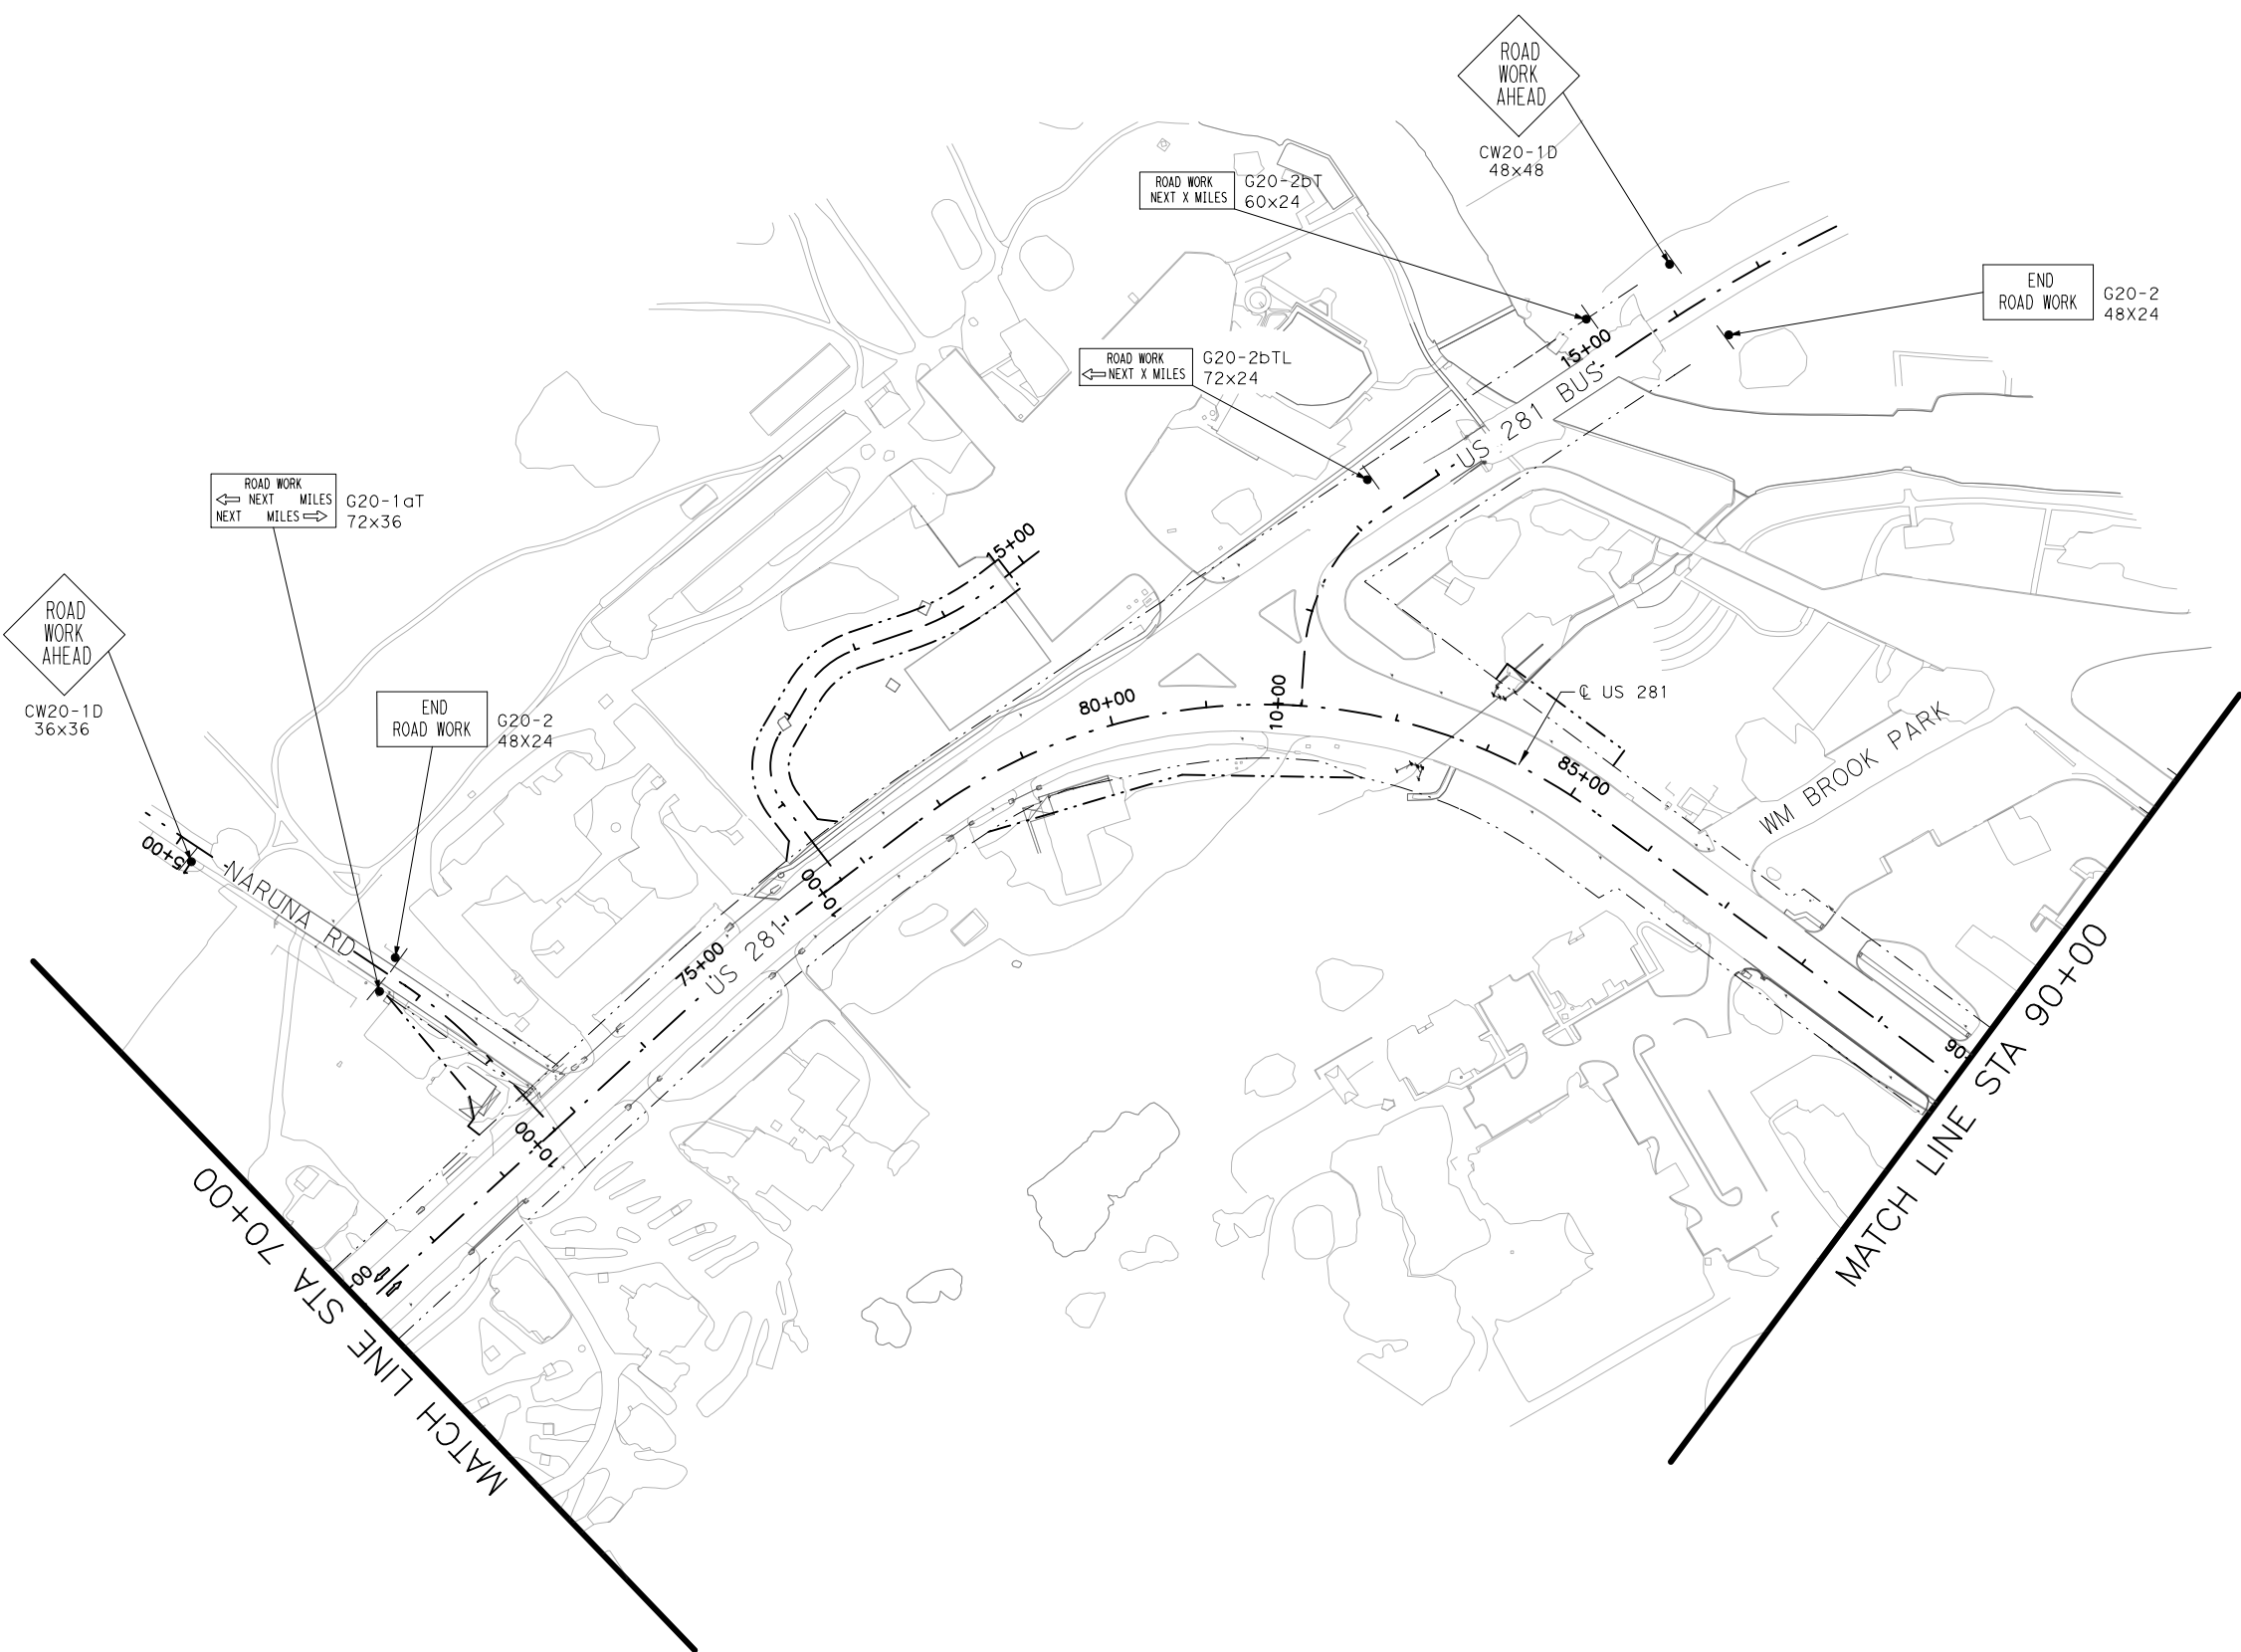 ROAD
WORK
AHEAD
CW20-1D
48x48
ROAD WORK
NEXT X MILES
G20-2bT
60x24
END
ROAD WORK
G20-2
48X24
15+00
ROAD WORK
⇦ NEXT X MILES
G20-2bTL
72x24
US 281 BUS
ROAD WORK
⇦ NEXT MILES
NEXT MILES ⇨
G20-1aT
72x36
15+00
ROAD
WORK
AHEAD
CW20-1D
36x36
END
ROAD WORK
G20-2
48X24
80+00
10+00
℄ US 281
85+00
WM BROOK PARK
15+00
NARUNA RD
10+00
75+00
US 281
10+00
90+
MATCH LINE STA 90+00
00
MATCH LINE STA 70+00